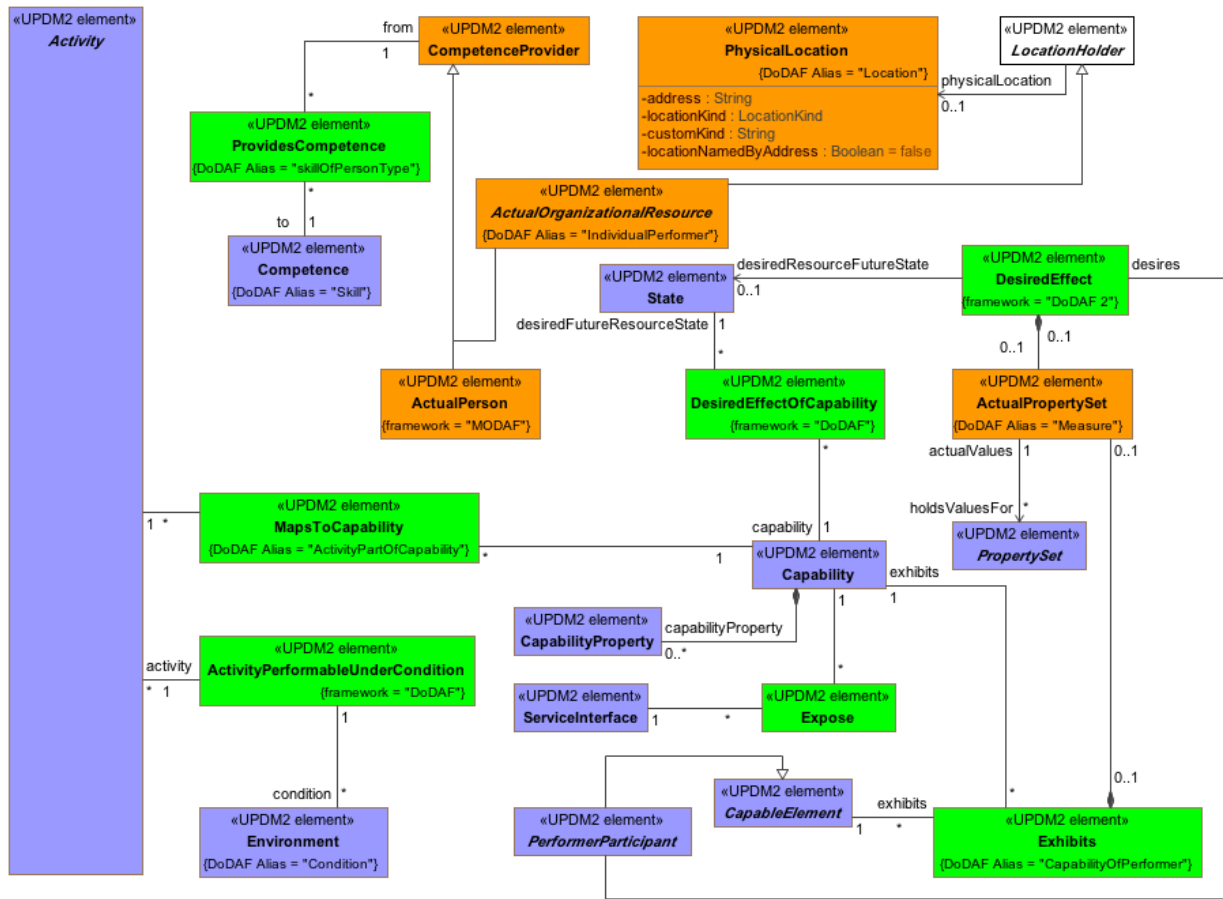 «UPDM2 element»
Activity
from
1
*
«UPDM2 element»
CompetenceProvider
«UPDM2 element»
PhysicalLocation
{DoDAF Alias = "Location"}
-address : String
-locationKind : LocationKind
-customKind : String
-locationNamedByAddress : Boolean = false
«UPDM2 element»
LocationHolder
physicalLocation
0..1
«UPDM2 element»
ProvidesCompetence
{DoDAF Alias = "skillOfPersonType"}
*
to
1
«UPDM2 element»
ActualOrganizationalResource
{DoDAF Alias = "IndividualPerformer"}
«UPDM2 element»
Competence
{DoDAF Alias = "Skill"}
«UPDM2 element»
State
desiredResourceFutureState
0..1
«UPDM2 element»
DesiredEffect
{framework = "DoDAF 2"}
desires
desiredFutureResourceState
1
*
0..1
0..1
«UPDM2 element»
ActualPerson
{framework = "MODAF"}
«UPDM2 element»
DesiredEffectOfCapability
{framework = "DoDAF"}
«UPDM2 element»
ActualPropertySet
{DoDAF Alias = "Measure"}
*
actualValues
1
0..1
1
*
«UPDM2 element»
MapsToCapability
{DoDAF Alias = "ActivityPartOfCapability"}
*
1
capability
1
holdsValuesFor
*
«UPDM2 element»
Capability
exhibits
1
1
«UPDM2 element»
PropertySet
«UPDM2 element»
CapabilityProperty
capabilityProperty
0..*
activity
*
1
«UPDM2 element»
ActivityPerformableUnderCondition
{framework = "DoDAF"}
1
*
«UPDM2 element»
ServiceInterface
1
*
«UPDM2 element»
Expose
condition
*
«UPDM2 element»
Environment
{DoDAF Alias = "Condition"}
«UPDM2 element»
PerformerParticipant
«UPDM2 element»
CapableElement
exhibits
1
*
*
0..1
«UPDM2 element»
Exhibits
{DoDAF Alias = "CapabilityOfPerformer"}